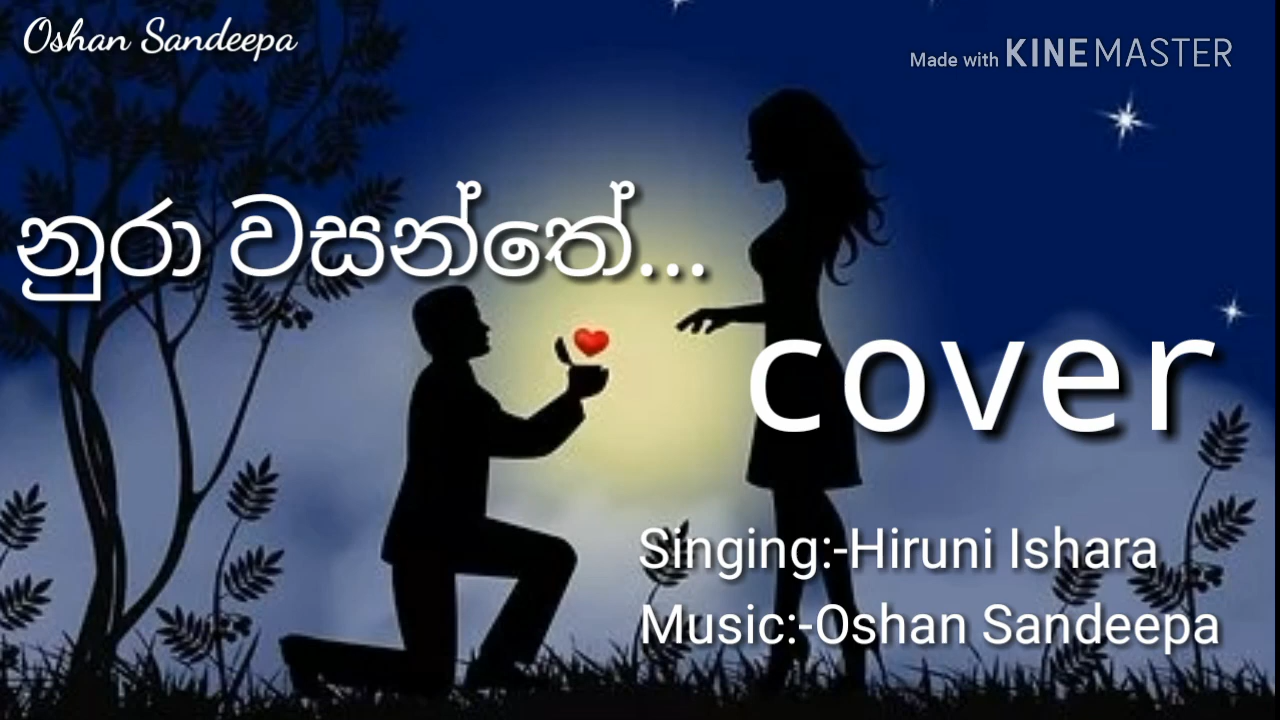 Oshan Sandeepa
Made with KINEMASTER
නුරා වසන්තේ...
cover
Singing:-Hiruni Ishara
Music:-Oshan Sandeepa